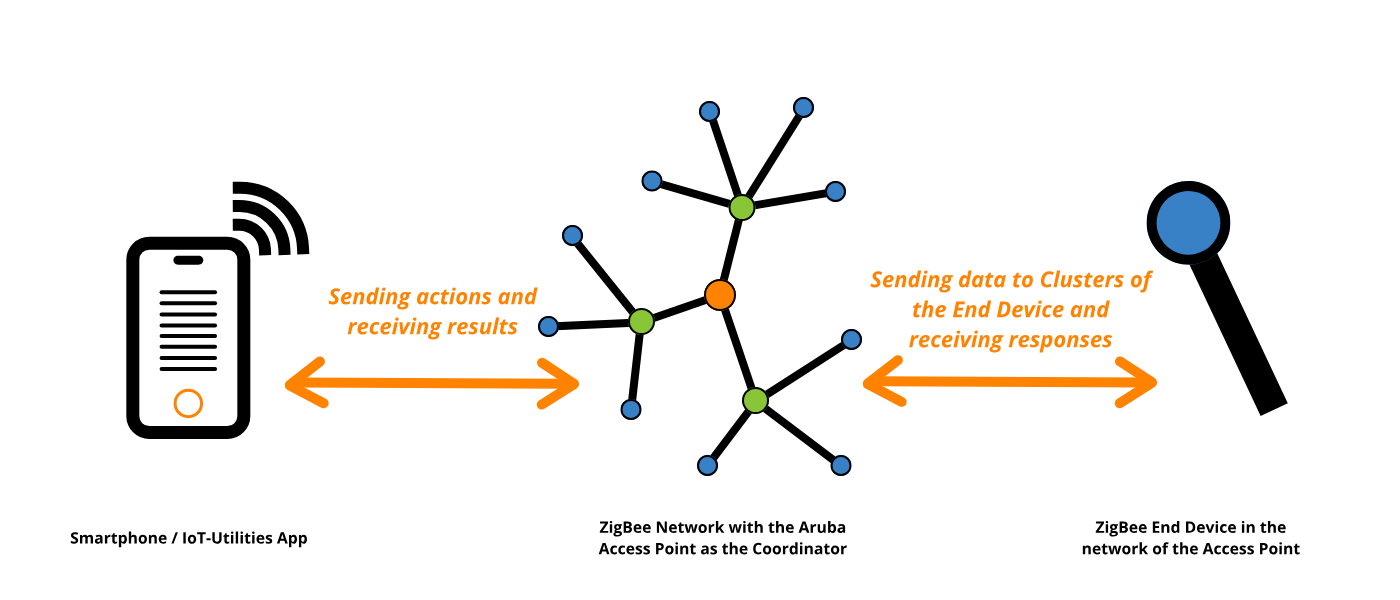 Sending actions and
receiving results
Sending data to Clusters of
the End Device and
receiving responses
Smartphone / IoT-Utilities App
ZigBee Network with the Aruba
Access Point as the Coordinator
ZigBee End Device in the
network of the Access Point